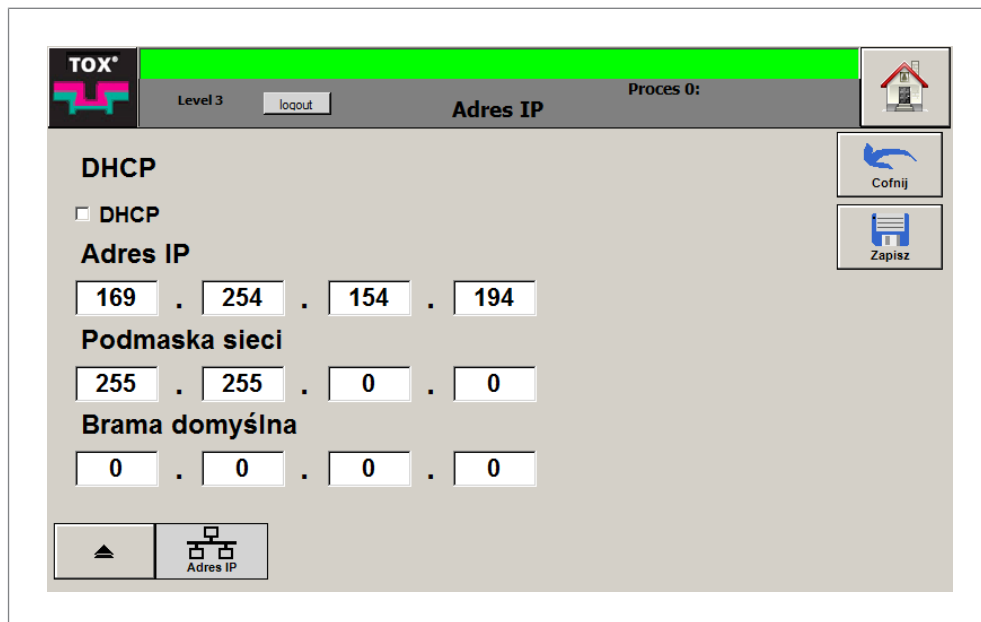 TOX®
Level 3 logout Adres IP Proces 0:
Cofnij
Zapisz
DHCP
DHCP
Adres IP
169 . 254 . 154 . 194
Podmaska sieci
255 . 255 . 0 . 0
Brama domyślna
0 . 0 . 0 . 0
Adres IP